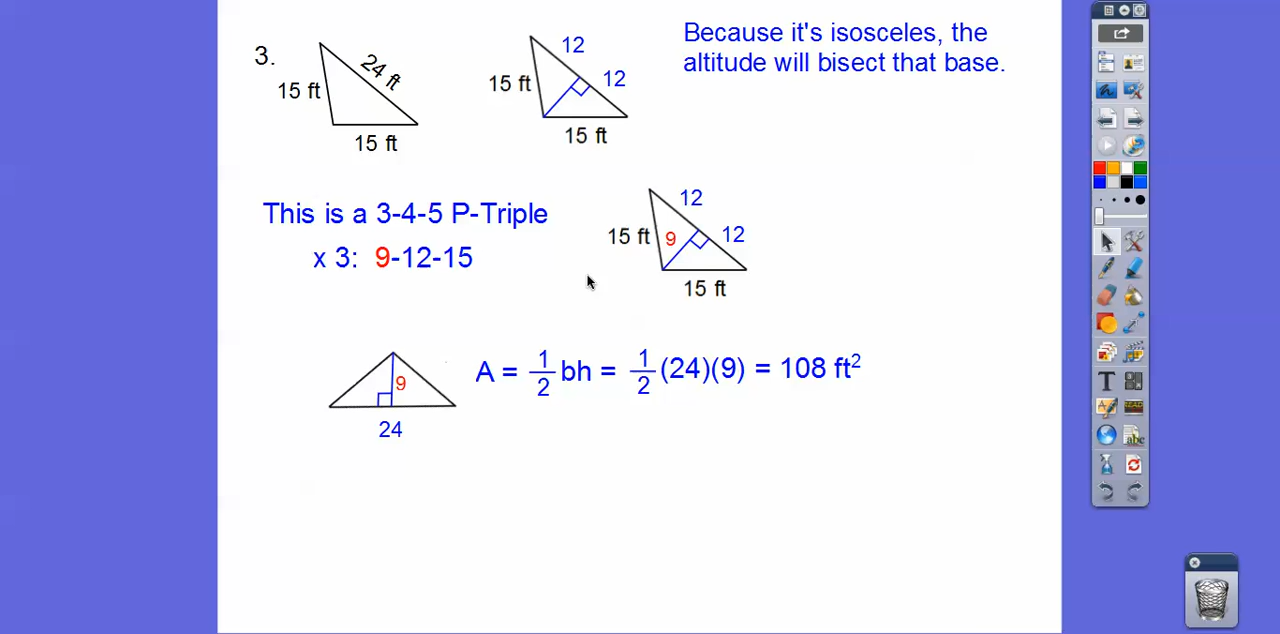 3.
24 ft
15 ft
15 ft
12
12
15 ft
15 ft
Because it's isosceles, the
altitude will bisect that base.
This is a 3-4-5 P-Triple
x 3: 9-12-15
12
12
15 ft
9
15 ft
9
24
A = 1/2 bh = 1/2 (24)(9) = 108 ft²